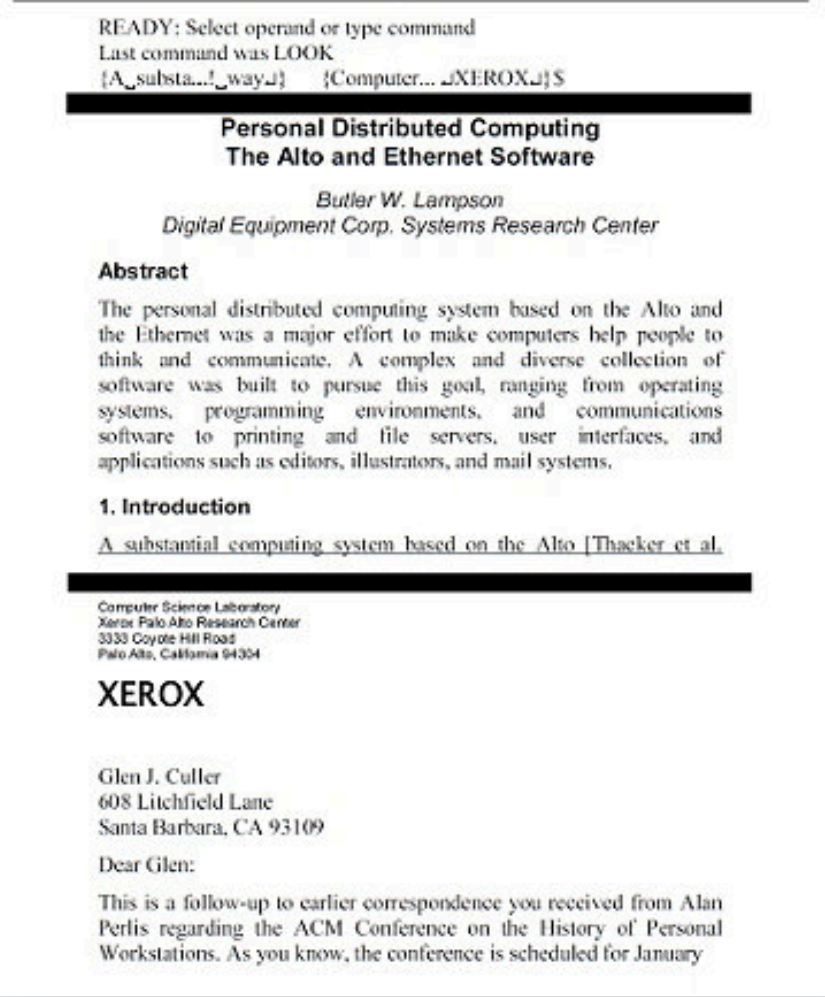 READY: Select operand or type command
Last command was LOOK
{A␣substa...!␣way↵}    {Computer... ↵XEROX↵}$
Personal Distributed Computing
The Alto and Ethernet Software
Butler W. Lampson
Digital Equipment Corp. Systems Research Center
Abstract
The personal distributed computing system based on the Alto and
the Ethernet was a major effort to make computers help people to
think and communicate. A complex and diverse collection of
software was built to pursue this goal, ranging from operating
systems, programming environments, and communications
software to printing and file servers, user interfaces, and
applications such as editors, illustrators, and mail systems.
1. Introduction
A substantial computing system based on the Alto [Thacker et al.
Computer Science Laboratory
Xerox Palo Alto Research Center
3333 Coyote Hill Road
Palo Alto, California 94304
XEROX
Glen J. Culler
608 Litchfield Lane
Santa Barbara, CA 93109
Dear Glen:
This is a follow-up to earlier correspondence you received from Alan
Perlis regarding the ACM Conference on the History of Personal
Workstations. As you know, the conference is scheduled for January